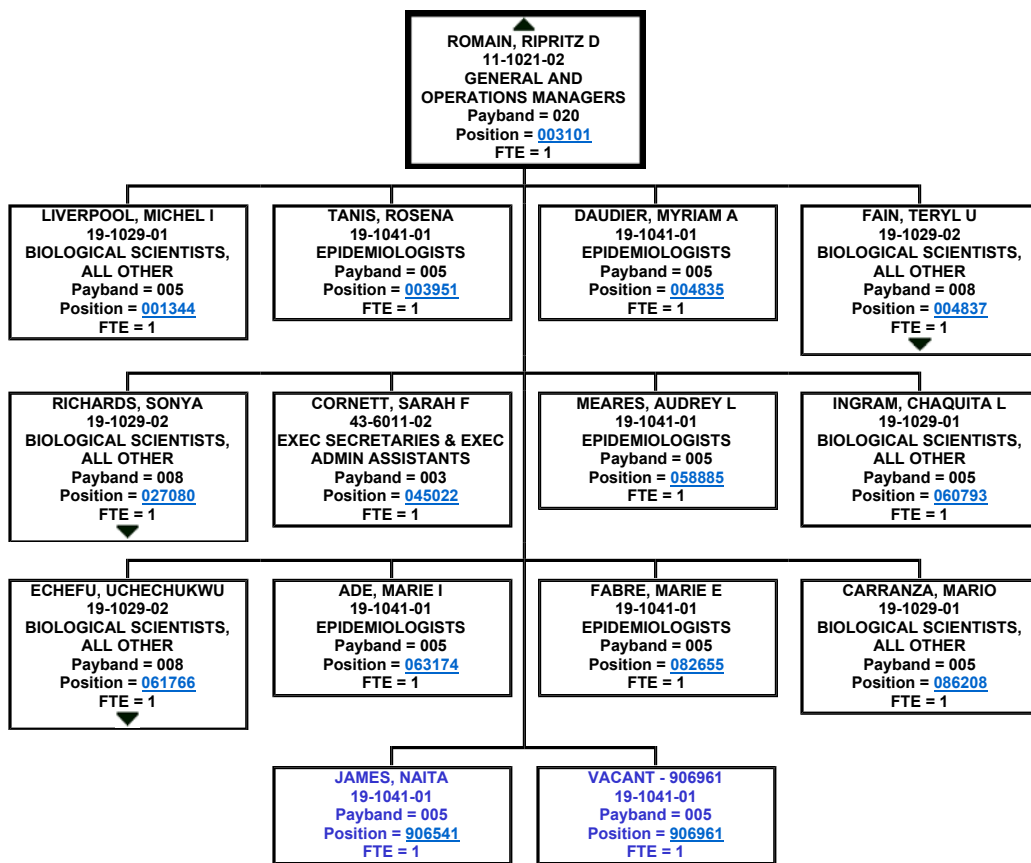 ROMAIN, RIPRITZ D
11-1021-02
GENERAL AND
OPERATIONS MANAGERS
Payband = 020
Position = 003101
FTE = 1
LIVERPOOL, MICHEL I
19-1029-01
BIOLOGICAL SCIENTISTS,
ALL OTHER
Payband = 005
Position = 001344
FTE = 1
TANIS, ROSENA
19-1041-01
EPIDEMIOLOGISTS
Payband = 005
Position = 003951
FTE = 1
DAUDIER, MYRIAM A
19-1041-01
EPIDEMIOLOGISTS
Payband = 005
Position = 004835
FTE = 1
FAIN, TERYL U
19-1029-02
BIOLOGICAL SCIENTISTS,
ALL OTHER
Payband = 008
Position = 004837
FTE = 1
RICHARDS, SONYA
19-1029-02
BIOLOGICAL SCIENTISTS,
ALL OTHER
Payband = 008
Position = 027080
FTE = 1
CORNETT, SARAH F
43-6011-02
EXEC SECRETARIES & EXEC
ADMIN ASSISTANTS
Payband = 003
Position = 045022
FTE = 1
MEARES, AUDREY L
19-1041-01
EPIDEMIOLOGISTS
Payband = 005
Position = 058885
FTE = 1
INGRAM, CHAQUITA L
19-1029-01
BIOLOGICAL SCIENTISTS,
ALL OTHER
Payband = 005
Position = 060793
FTE = 1
ECHEFU, UCHECHUKWU
19-1029-02
BIOLOGICAL SCIENTISTS,
ALL OTHER
Payband = 008
Position = 061766
FTE = 1
ADE, MARIE I
19-1041-01
EPIDEMIOLOGISTS
Payband = 005
Position = 063174
FTE = 1
FABRE, MARIE E
19-1041-01
EPIDEMIOLOGISTS
Payband = 005
Position = 082655
FTE = 1
CARRANZA, MARIO
19-1029-01
BIOLOGICAL SCIENTISTS,
ALL OTHER
Payband = 005
Position = 086208
FTE = 1
JAMES, NAITA
19-1041-01
Payband = 005
Position = 906541
FTE = 1
VACANT - 906961
19-1041-01
Payband = 005
Position = 906961
FTE = 1